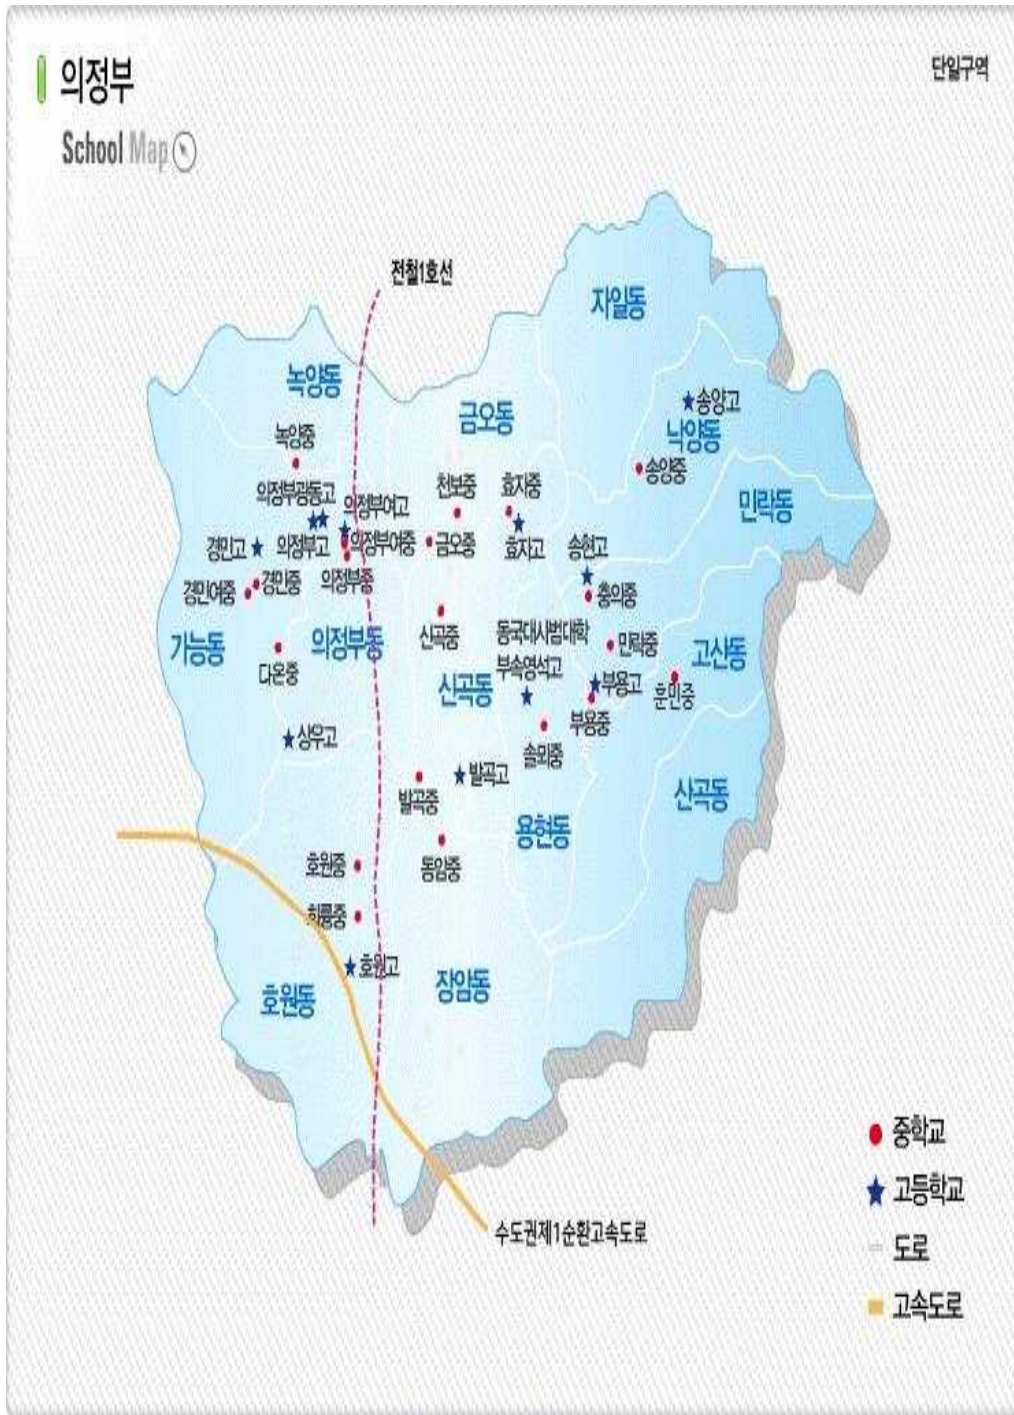 의정부
단일구역
School Map
전철1호선
자일동
녹양동
송양고
금오동
낙양동
녹양중
송양중
천보중
효자중
의정부광동고
의정부여고
민락동
경민고
의정부고
의정부여중
금오중
효자고
송현고
경민여중
경민중
의정부중
충의중
가능동
의정부동
신곡중
동국대사범대학
부속영석고
민락중
고산동
다온중
신곡동
부용고
훈민중
부용중
상우고
솔뫼중
발곡중
발곡고
산곡동
용현동
호원중
동암중
회룡중
호원고
호원동
장암동
중학교
고등학교
수도권제1순환고속도로
도로
고속도로